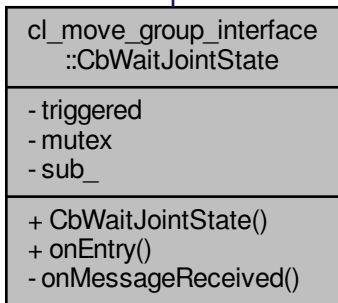 cl_move_group_interface
::CbWaitJointState
- triggered
- mutex
- sub_
+ CbWaitJointState()
+ onEntry()
- onMessageReceived()